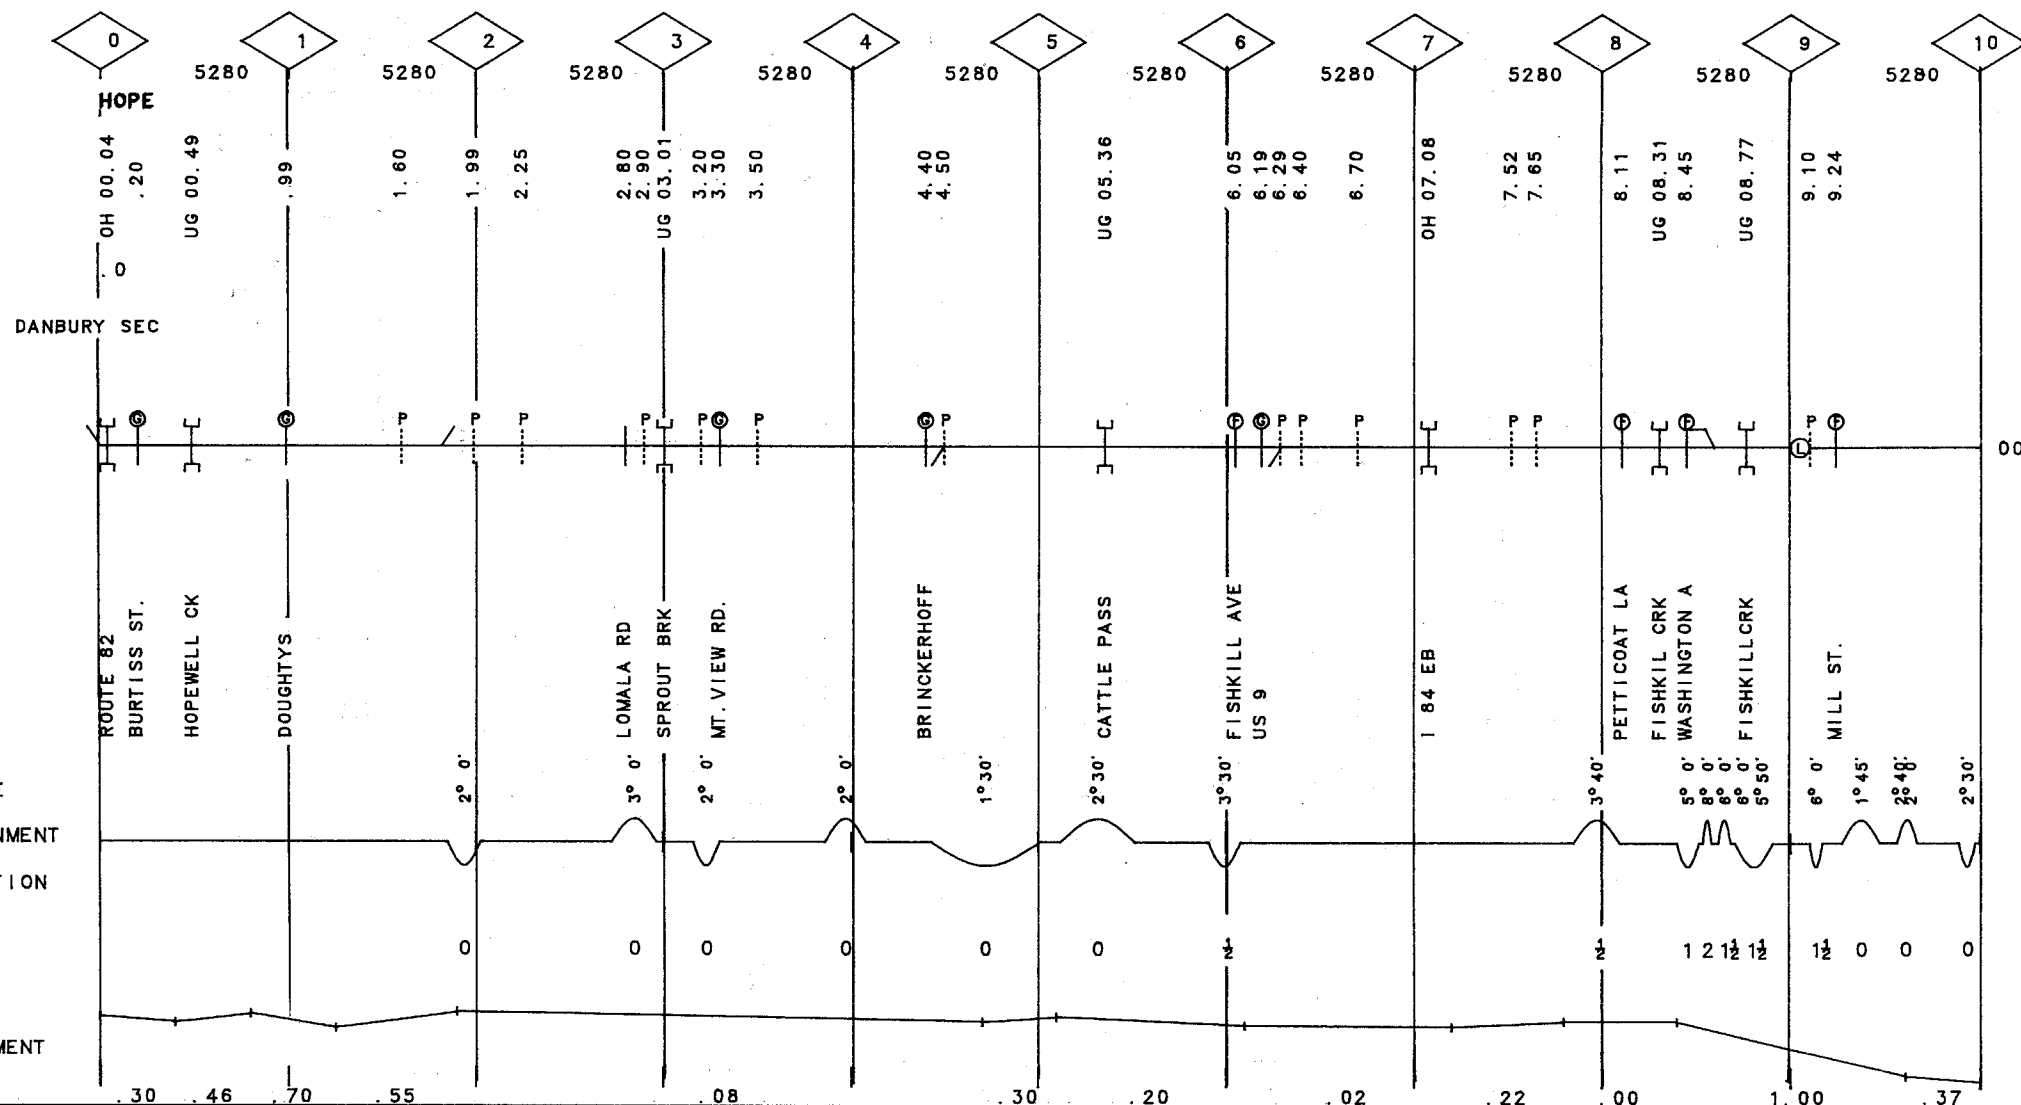 0 1 2 3 4 5 6 7 8 9 10
5280 5280 5280 5280 5280 5280 5280 5280 5280 5280
HOPE
OH 00.04
.20
UG 00.49
.99
1.60
1.99
2.25
2.80
2.90
UG 03.01
3.20
3.30
3.50
4.40
4.50
UG 05.36
6.05
6.19
6.29
6.40
6.70
OH 07.08
7.52
7.65
8.11
UG 08.31
8.45
UG 08.77
9.10
9.24
.0
DANBURY SEC
G G P P P P P G P G P F G P P P P P F F P F
L
00
ROUTE 82
BURTISS ST.
HOPEWELL CK
DOUGHTYS
LOMALA RD
SPROUT BRK
MT. VIEW RD.
BRINCKERHOFF
CATTLE PASS
FISHKILL AVE
US 9
I 84 EB
PETTICOAT LA
FISHKIL CRK
WASHINGTON A
FISHKILLCRK
MILL ST.
2° 0'
3° 0'
2° 0'
2° 0'
1° 30'
2° 30'
3° 30'
3° 40'
5° 0'
8° 0'
6° 0'
6° 0'
5° 50'
6° 0'
1° 45'
2° 40'
2° 30'
NMENT
TION
0 0 0 0 0 0 ½ ½ 1 2 1½ 1½ 1½ 0 0 0
MENT
.30 .46 .70 .55 .08 .30 .20 .02 .22 .00 1.00 .37